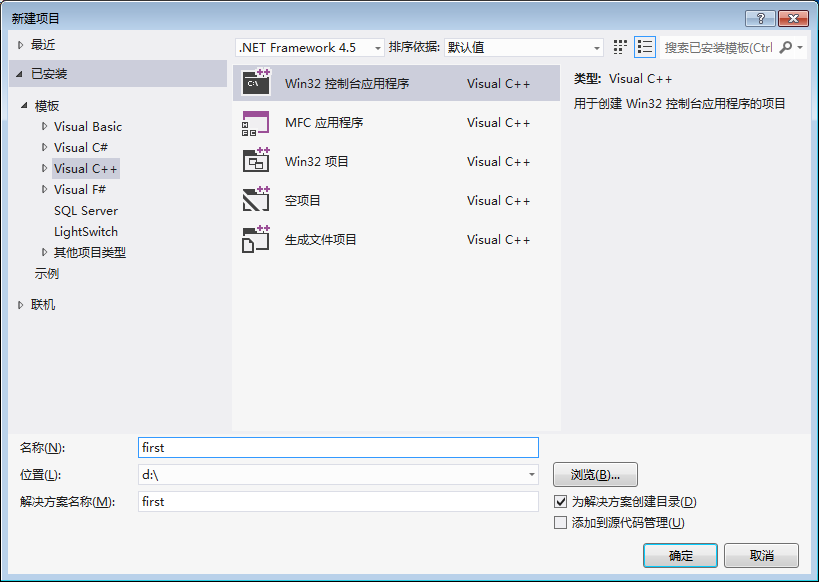 新建项目
最近
已安装
模板
Visual Basic
Visual C#
Visual C++
Visual F#
SQL Server
LightSwitch
其他项目类型
示例
联机
.NET Framework 4.5 排序依据: 默认值
搜索已安装模板(Ctrl
Win32 控制台应用程序 Visual C++
MFC 应用程序 Visual C++
Win32 项目 Visual C++
空项目 Visual C++
生成文件项目 Visual C++
类型: Visual C++
用于创建 Win32 控制台应用程序的项目
名称(N): first
位置(L): d:\ 浏览(B)...
解决方案名称(M): first 为解决方案创建目录(D)
添加到源代码管理(U)
确定 取消